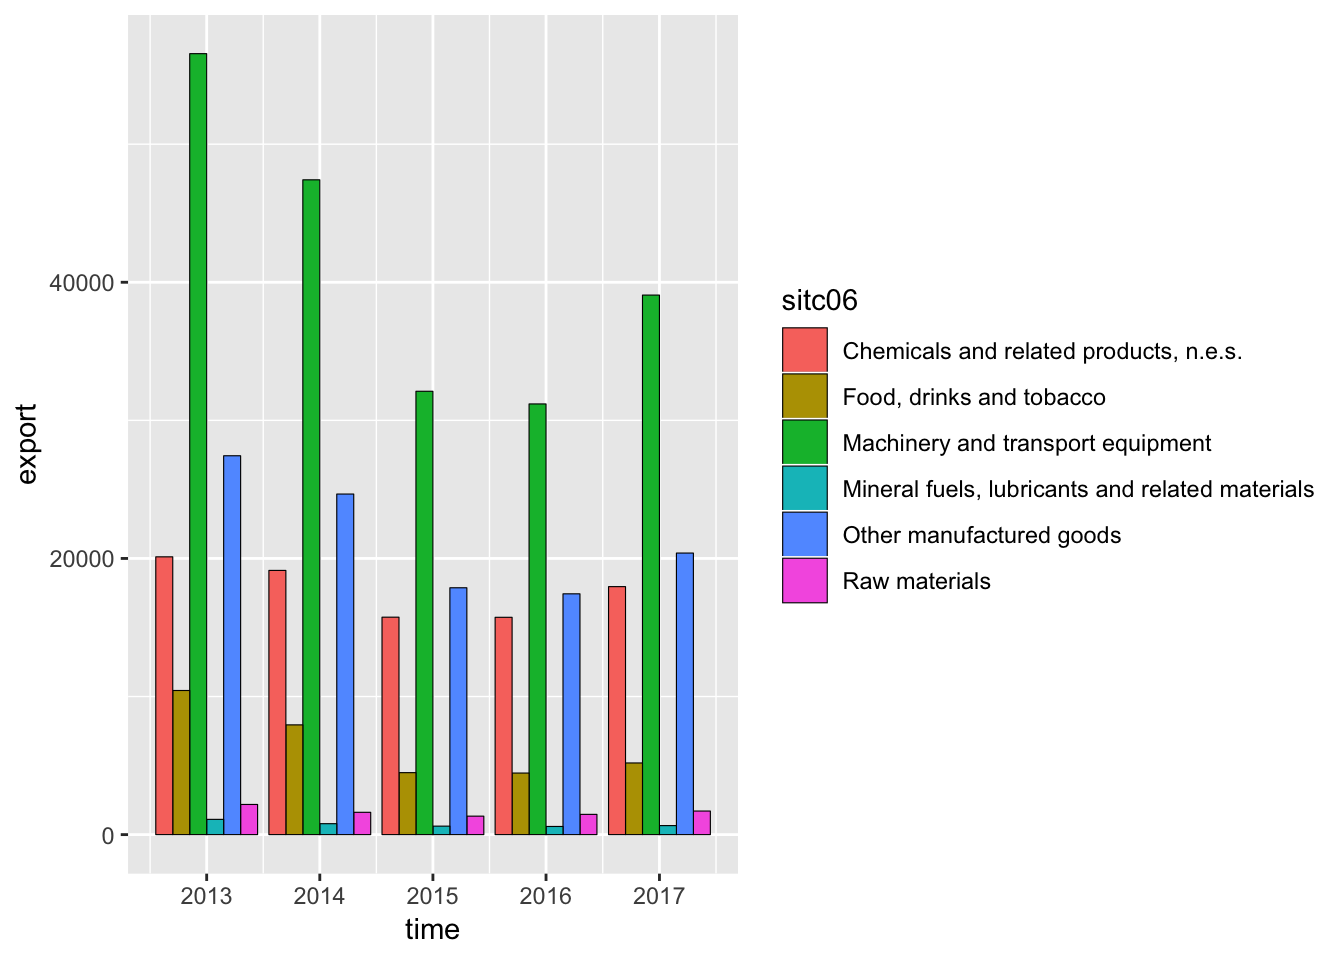 export
40000
20000
0
2013 2014 2015 2016 2017
time
sitc06
Chemicals and related products, n.e.s.
Food, drinks and tobacco
Machinery and transport equipment
Mineral fuels, lubricants and related materials
Other manufactured goods
Raw materials